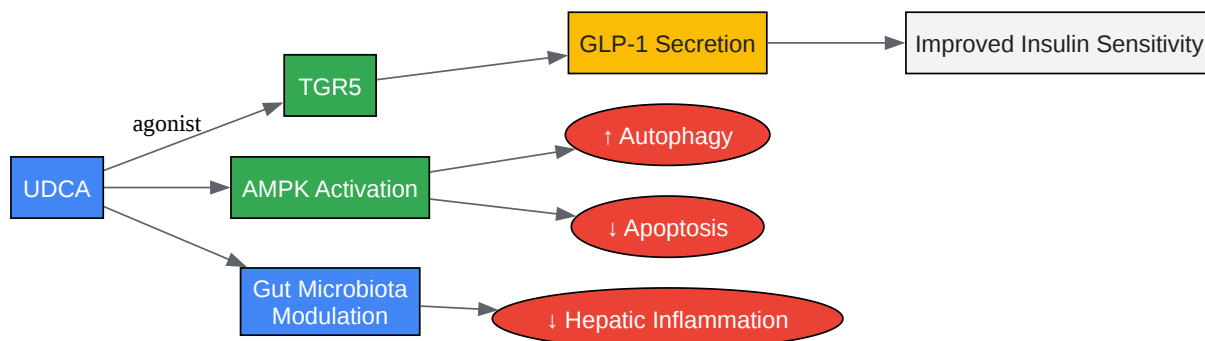 GLP-1 Secretion
Improved Insulin Sensitivity
TGR5
agonist
↑ Autophagy
UDCA
AMPK Activation
↓ Apoptosis
Gut Microbiota
Modulation
↓ Hepatic Inflammation